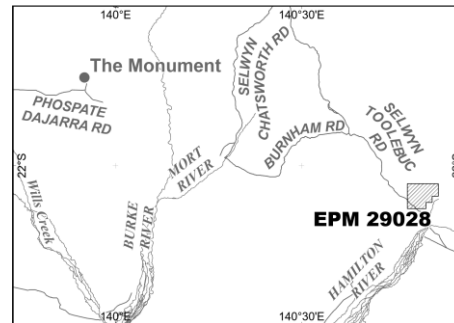 140°E
140°30'E
The Monument
PHOSPATE
DAJARRA RD
SELWYN
CHATSWORTH RD
BURNHAM RD
SELWYN
TOOLEBUC
RD
MORT
RIVER
22°S
Wills Creek
BURKE
RIVER
EPM 29028
HAMILTON
RIVER
140°E
140°30'E